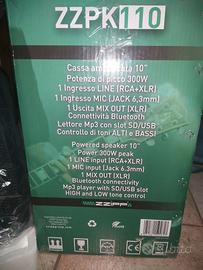 ZZPK110
Cassa amplificata 10"
Potenza di picco 300W
1 Ingresso LINE (RCA+XLR)
1 Ingresso MIC (JACK 6,3mm)
1 Uscita MIX OUT (XLR)
Connettività Bluetooth
Lettore Mp3 con slot SD/USB
Controllo di toni ALTI e BASSI
Powered speaker 10"
Power 300W peak
1 LINE input (RCA+XLR)
1 MIC input (JACK 6,3mm)
1 MIX OUT (XLR)
Bluetooth connectivity
Mp3 player with SD/USB slot
HIGH and LOW tone control
ZZIPP